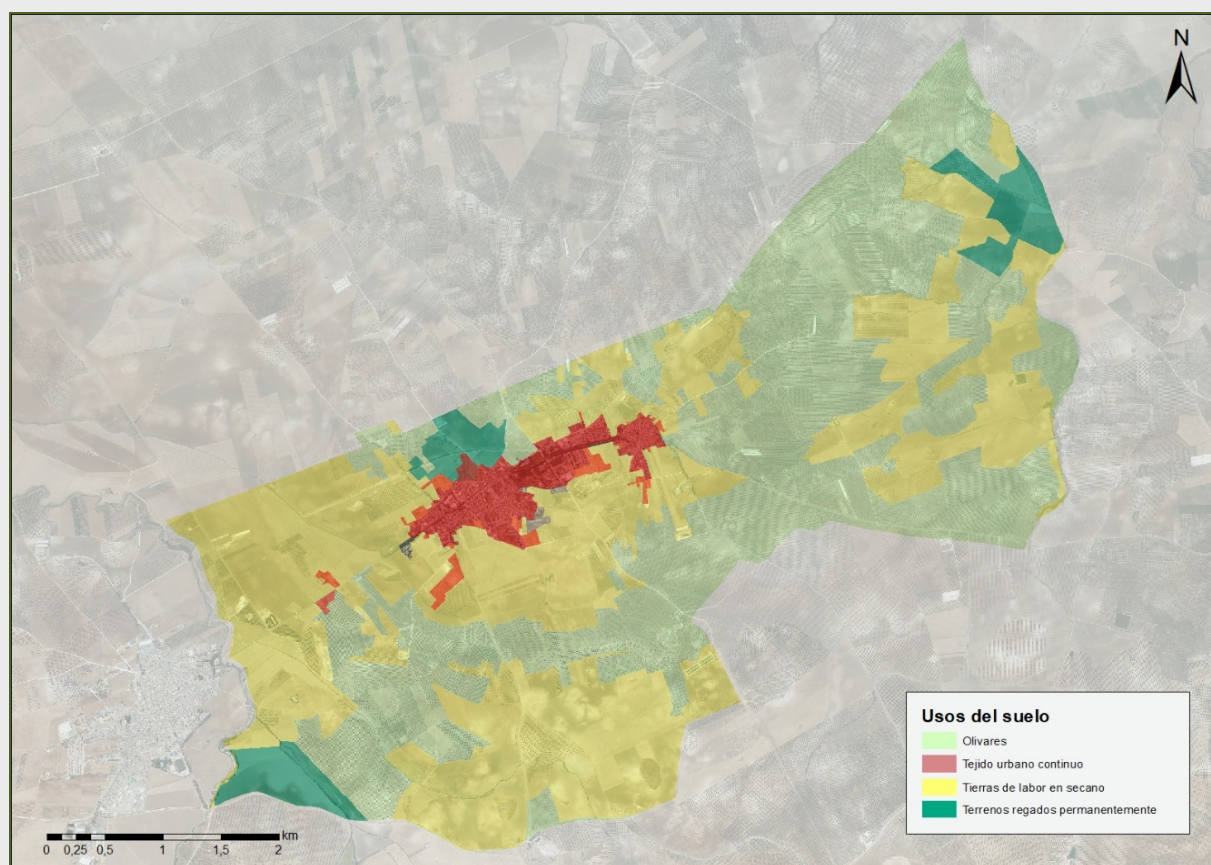 N
Usos del suelo
Olivares
Tejido urbano continuo
Tierras de labor en secano
Terrenos regados permanentemente
km
0 0,25 0,5 1 1,5 2